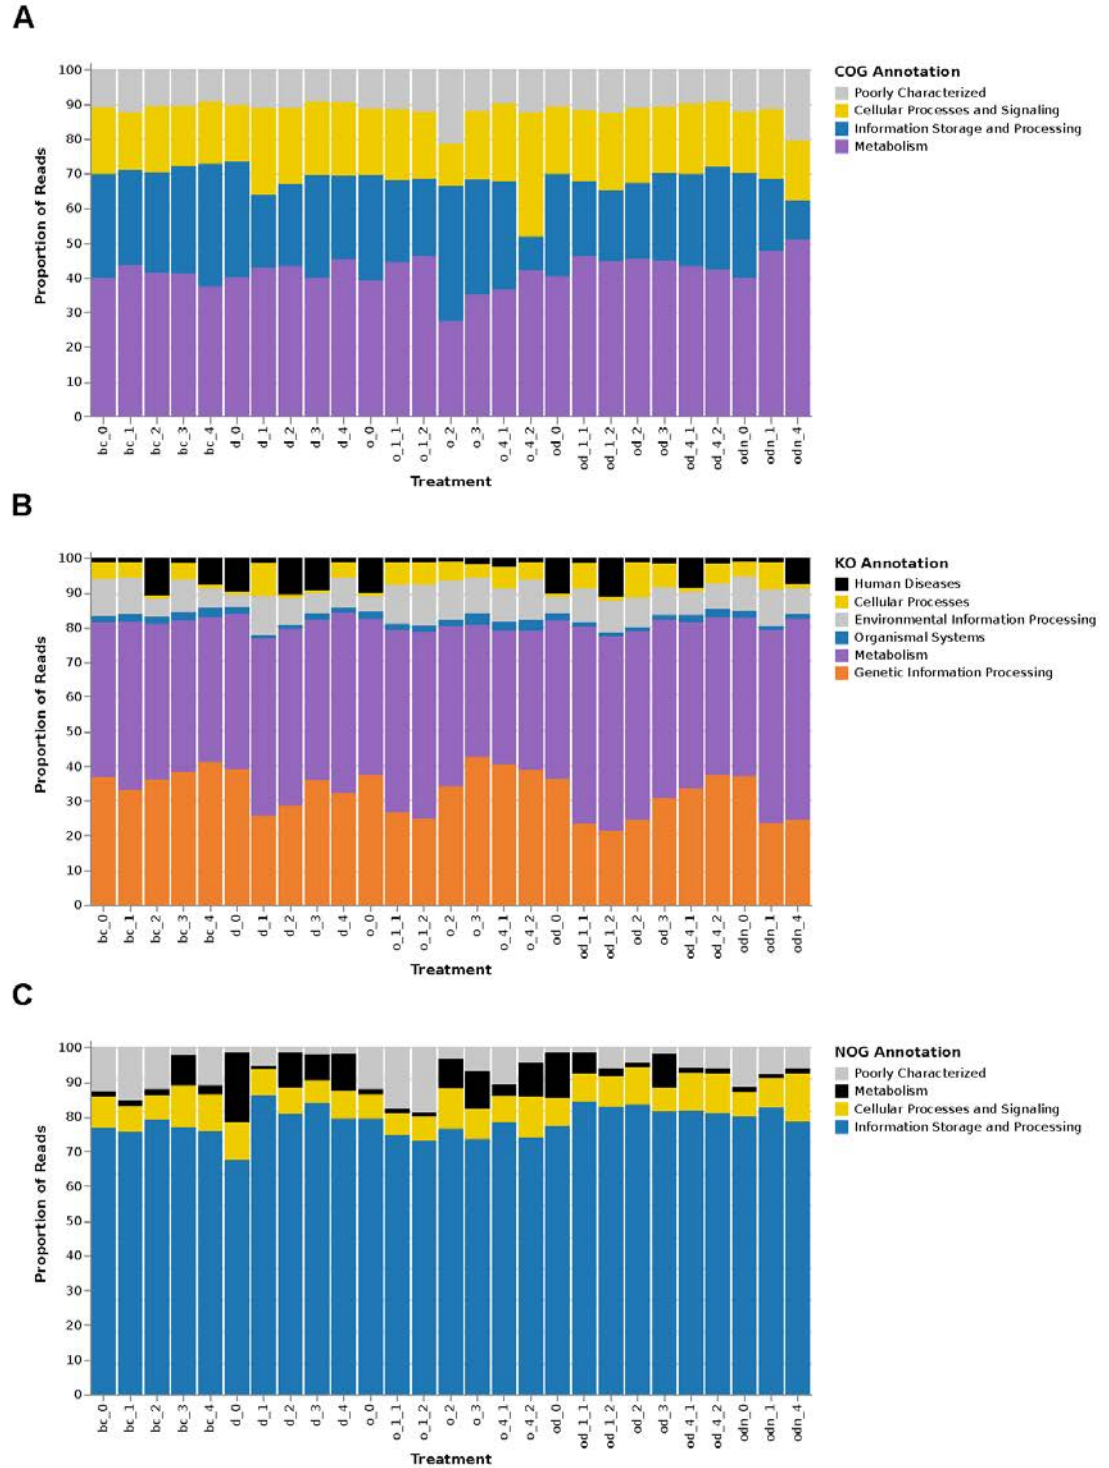 A
100
90
80
70
60
50
40
30
20
10
0
Proportion of Reads
bc_0 bc_1 bc_2 bc_3 bc_4 d_0 d_1 d_2 d_3 d_4 o_0 o_1_1 o_1_2 o_2 o_3 o_4_1 o_4_2 od_0 od_1_1 od_1_2 od_2 od_3 od_4_1 od_4_2 odn_0 odn_1 odn_4
Treatment
COG Annotation
Poorly Characterized
Cellular Processes and Signaling
Information Storage and Processing
Metabolism
B
100
90
80
70
60
50
40
30
20
10
0
Proportion of Reads
bc_0 bc_1 bc_2 bc_3 bc_4 d_0 d_1 d_2 d_3 d_4 o_0 o_1_1 o_1_2 o_2 o_3 o_4_1 o_4_2 od_0 od_1_1 od_1_2 od_2 od_3 od_4_1 od_4_2 odn_0 odn_1 odn_4
Treatment
KO Annotation
Human Diseases
Cellular Processes
Environmental Information Processing
Organismal Systems
Metabolism
Genetic Information Processing
C
100
90
80
70
60
50
40
30
20
10
0
Proportion of Reads
bc_0 bc_1 bc_2 bc_3 bc_4 d_0 d_1 d_2 d_3 d_4 o_0 o_1_1 o_1_2 o_2 o_3 o_4_1 o_4_2 od_0 od_1_1 od_1_2 od_2 od_3 od_4_1 od_4_2 odn_0 odn_1 odn_4
Treatment
NOG Annotation
Poorly Characterized
Metabolism
Cellular Processes and Signaling
Information Storage and Processing